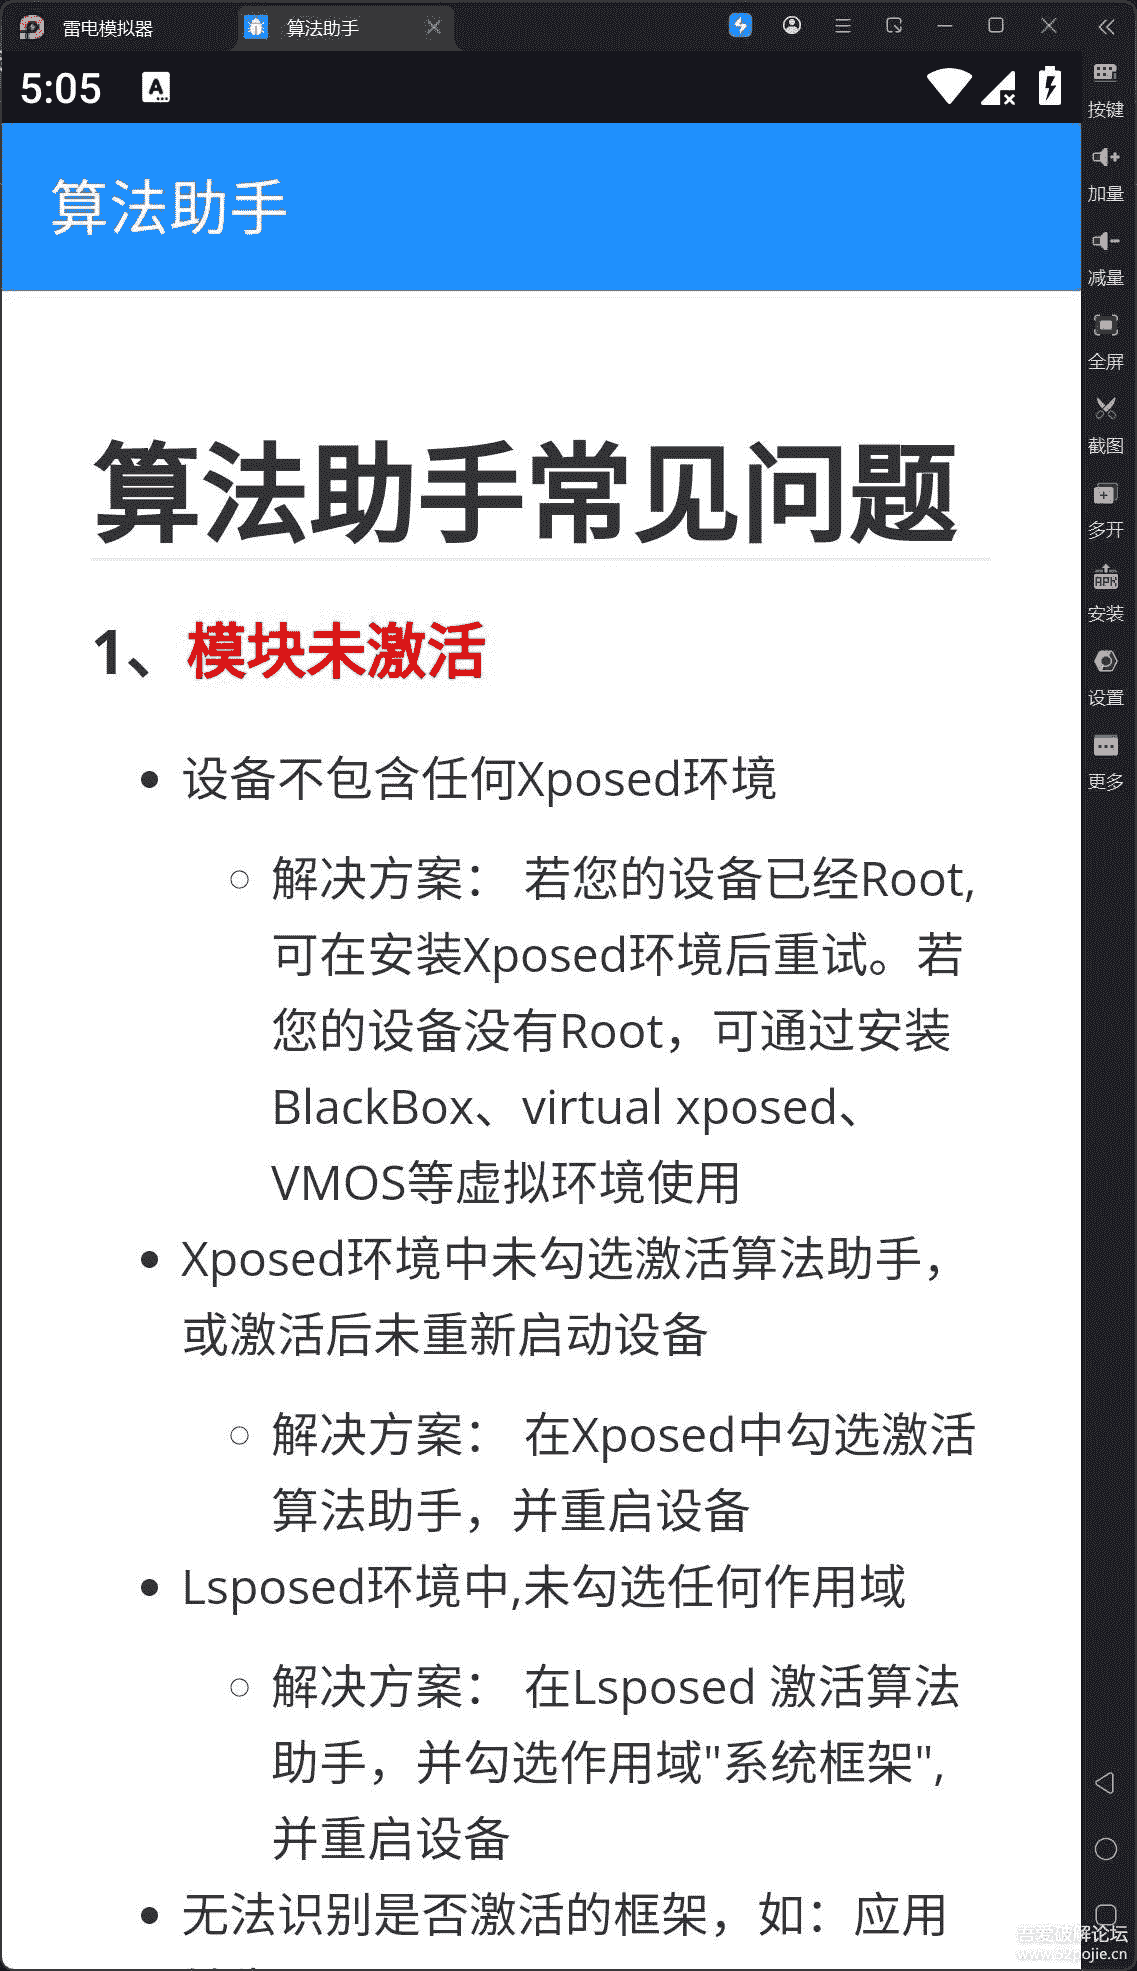 雷电模拟器
算法助手
5:05
A
按键
加量
减量
全屏
截图
多开
APK
安装
设置
更多
算法助手
算法助手常见问题
1、模块未激活
设备不包含任何Xposed环境
解决方案： 若您的设备已经Root,
可在安装Xposed环境后重试。若
您的设备没有Root，可通过安装
BlackBox、virtual xposed、
VMOS等虚拟环境使用
Xposed环境中未勾选激活算法助手，
或激活后未重新启动设备
解决方案： 在Xposed中勾选激活
算法助手，并重启设备
Lsposed环境中,未勾选任何作用域
解决方案： 在Lsposed 激活算法
助手，并勾选作用域"系统框架",
并重启设备
无法识别是否激活的框架，如：应用
吾爱破解论坛
www.52pojie.cn